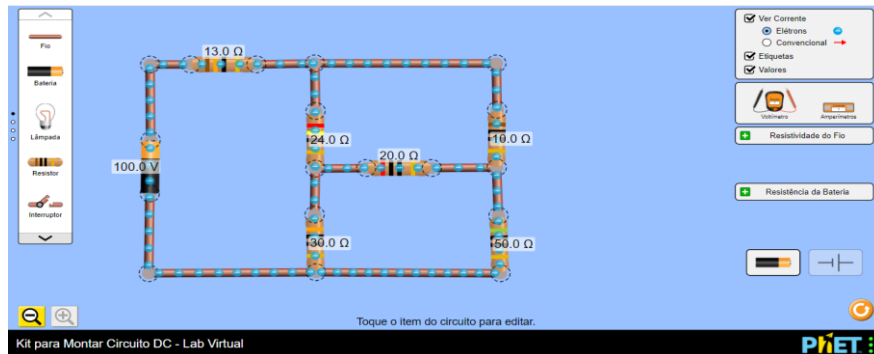 Fio
Bateria
Lâmpada
Resistor
Interruptor
13.0 Ω
24.0 Ω
10.0 Ω
100.0 V
20.0 Ω
30.0 Ω
50.0 Ω
Ver Corrente
Elétrons
Convencional
Etiquetas
Valores
Voltímetro
Amperímetros
Resistividade do Fio
Resistência da Bateria
Toque o item do circuito para editar.
Kit para Montar Circuito DC - Lab Virtual
PhET